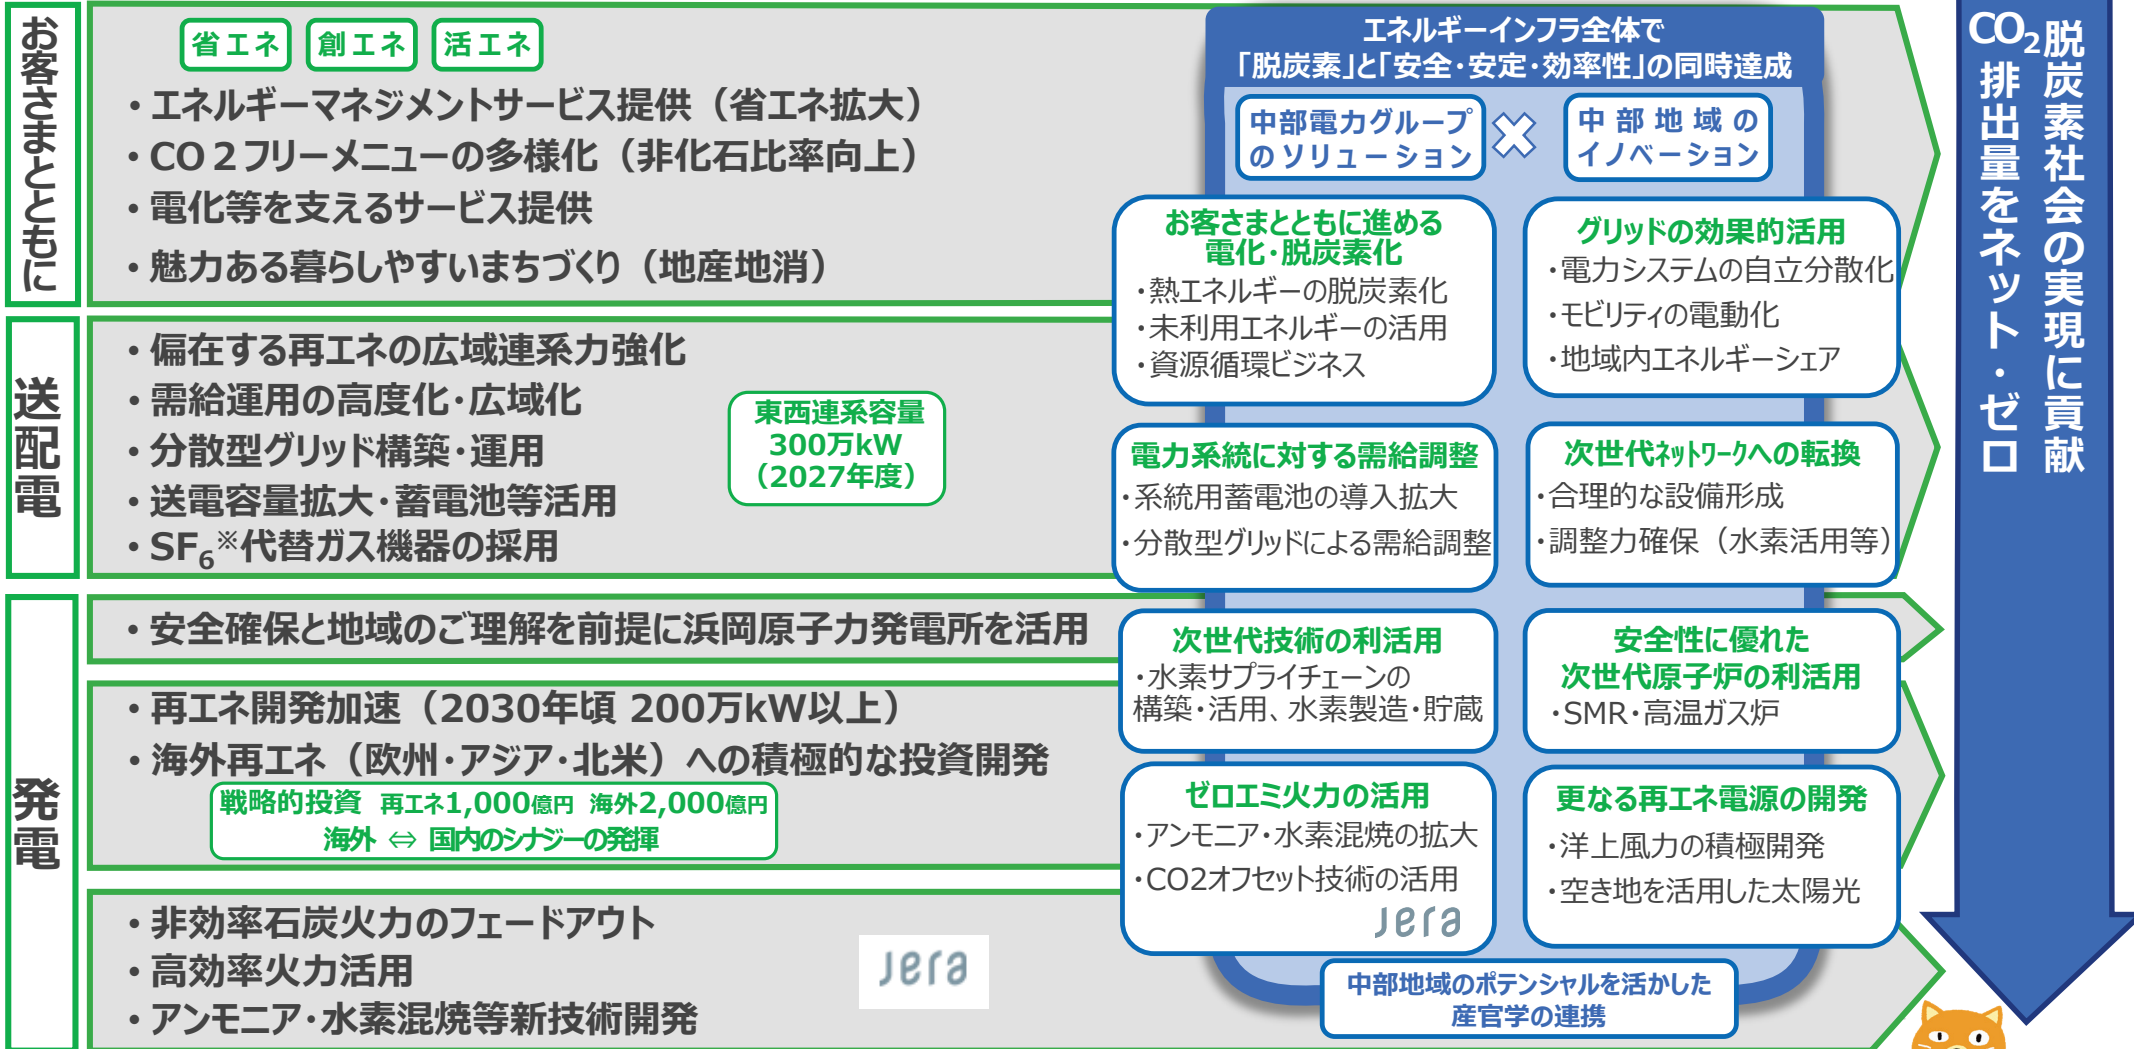 お客さまとともに
省エネ 創エネ 活エネ
・エネルギーマネジメントサービス提供（省エネ拡大）
・CO２フリーメニューの多様化（非化石比率向上）
・電化等を支えるサービス提供
・魅力ある暮らしやすいまちづくり（地産地消）
送配電
・偏在する再エネの広域連系力強化
・需給運用の高度化・広域化
・分散型グリッド構築・運用
・送電容量拡大・蓄電池等活用
・SF6※代替ガス機器の採用
東西連系容量
300万kW
（2027年度）
発電
・安全確保と地域のご理解を前提に浜岡原子力発電所を活用
・再エネ開発加速（2030年頃 200万kW以上）
・海外再エネ（欧州・アジア・北米）への積極的な投資開発
戦略的投資 再エネ1,000億円 海外2,000億円
海外 ⇔ 国内のシナジーの発揮
・非効率石炭火力のフェードアウト
・高効率火力活用
・アンモニア・水素混焼等新技術開発
Jera
エネルギーインフラ全体で
「脱炭素」と「安全・安定・効率性」の同時達成
中部電力グループ
のソリューション
中部地域の
イノベーション
お客さまとともに進める
電化・脱炭素化
・熱エネルギーの脱炭素化
・未利用エネルギーの活用
・資源循環ビジネス
グリッドの効果的活用
・電力システムの自立分散化
・モビリティの電動化
・地域内エネルギーシェア
電力系統に対する需給調整
・系統用蓄電池の導入拡大
・分散型グリッドによる需給調整
次世代ネットワークへの転換
・合理的な設備形成
・調整力確保（水素活用等）
次世代技術の利活用
・水素サプライチェーンの
構築・活用、水素製造・貯蔵
安全性に優れた
次世代原子炉の利活用
・SMR・高温ガス炉
ゼロエミ火力の活用
・アンモニア・水素混焼の拡大
・CO2オフセット技術の活用
Jera
更なる再エネ電源の開発
・洋上風力の積極開発
・空き地を活用した太陽光
中部地域のポテンシャルを活かした
産官学の連携
脱炭素社会の実現に貢献
CO2排出量をネット・ゼロ